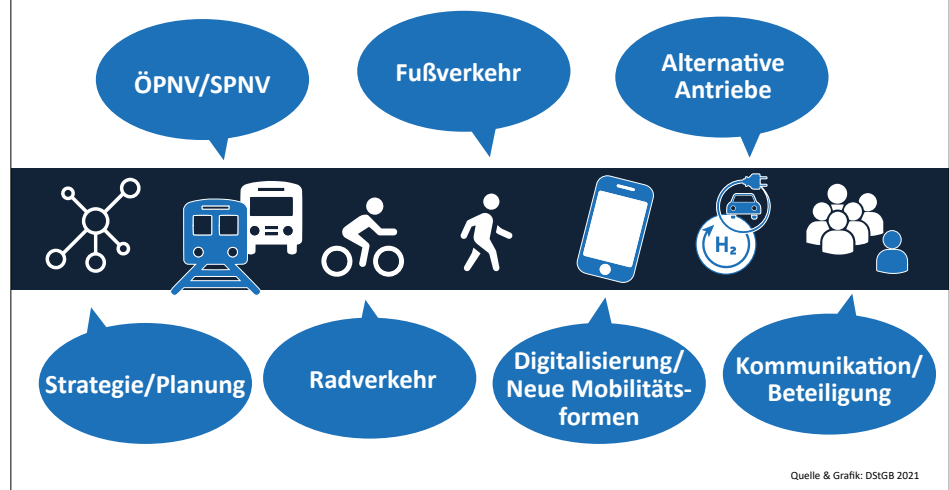 ÖPNV/SPNV
Fußverkehr
Alternative
Antriebe
H₂
Strategie/Planung
Radverkehr
Digitalisierung/
Neue Mobilitäts-
formen
Kommunikation/
Beteiligung
Quelle & Grafik: DStGB 2021